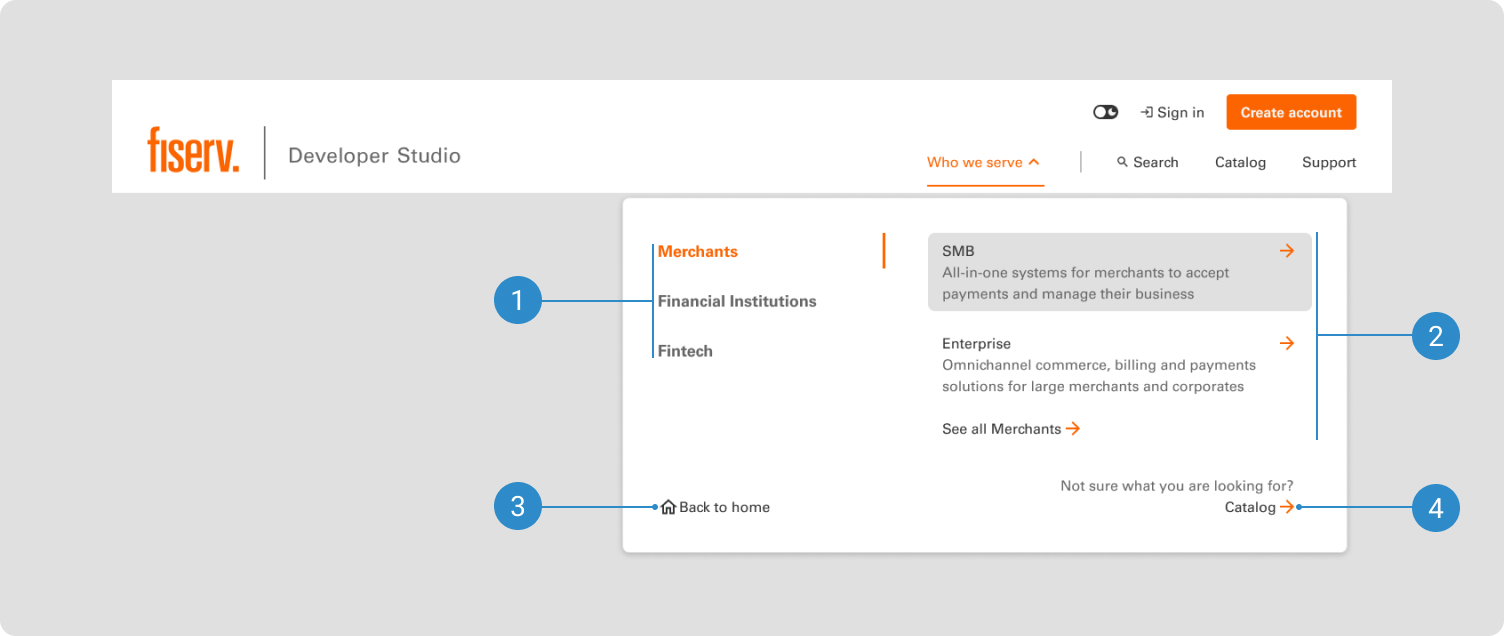 Sign in
Create account
fiserv.
Developer Studio
Who we serve
Search
Catalog
Support
Merchants
Financial Institutions
Fintech
1
SMB
All-in-one systems for merchants to accept
payments and manage their business
Enterprise
Omnichannel commerce, billing and payments
solutions for large merchants and corporates
See all Merchants
2
3
Back to home
Not sure what you are looking for?
Catalog
4